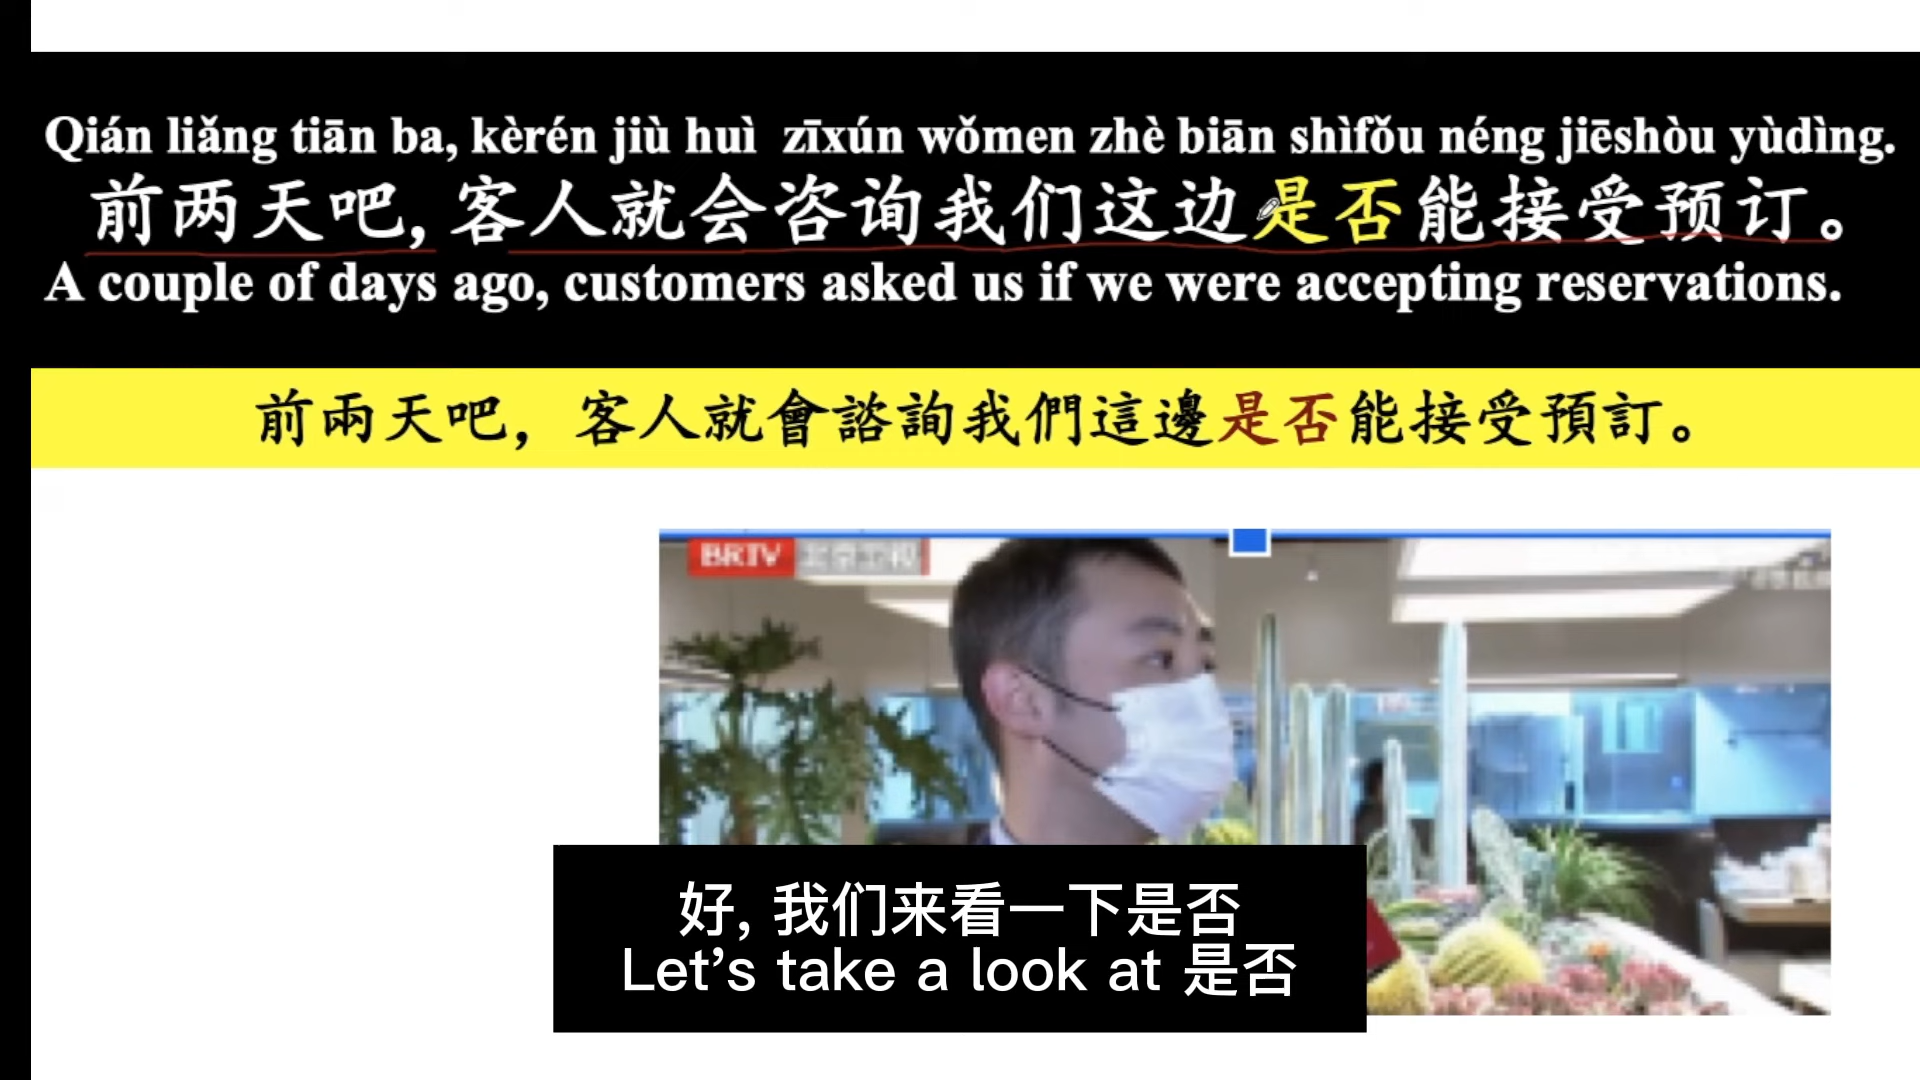 Qián liǎng tiān ba, kèrén jiù huì zīxún wǒmen zhè biān shìfǒu néng jiēshòu yùdìng.
前两天吧, 客人就会咨询我们这边是否能接受预订。
A couple of days ago, customers asked us if we were accepting reservations.
前兩天吧，客人就會諮詢我們這邊是否能接受預訂。
BRTV 北京卫视
好, 我们来看一下是否
Let's take a look at 是否